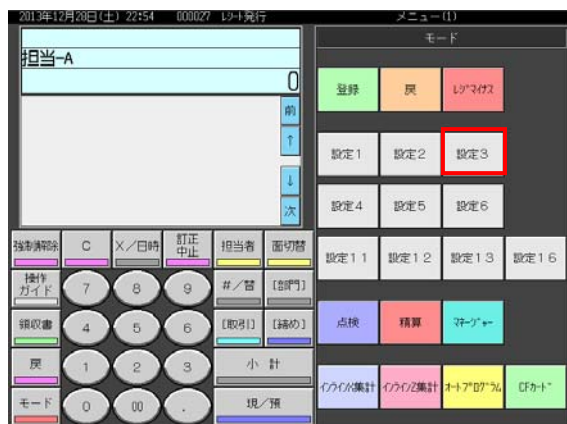 2013年12月28日(土) 22:54 000027 レシート発行 メニュー(1)
モード
担当-A
0
前
↑
↓
次
登録 戻 レジマイナス
設定1 設定2 設定3
設定4 設定5 設定6
設定11 設定12 設定13 設定16
点検 精算 マネージャー
インラインX集計 インラインZ集計 オートプログラム CFカード
強制解除 C X/日時 訂正中止 担当者 面切替
操作ガイド 7 8 9 #/替 [部門]
領収書 4 5 6 [取引] [締め]
戻 1 2 3 小 計
モード 0 00 . 現/預